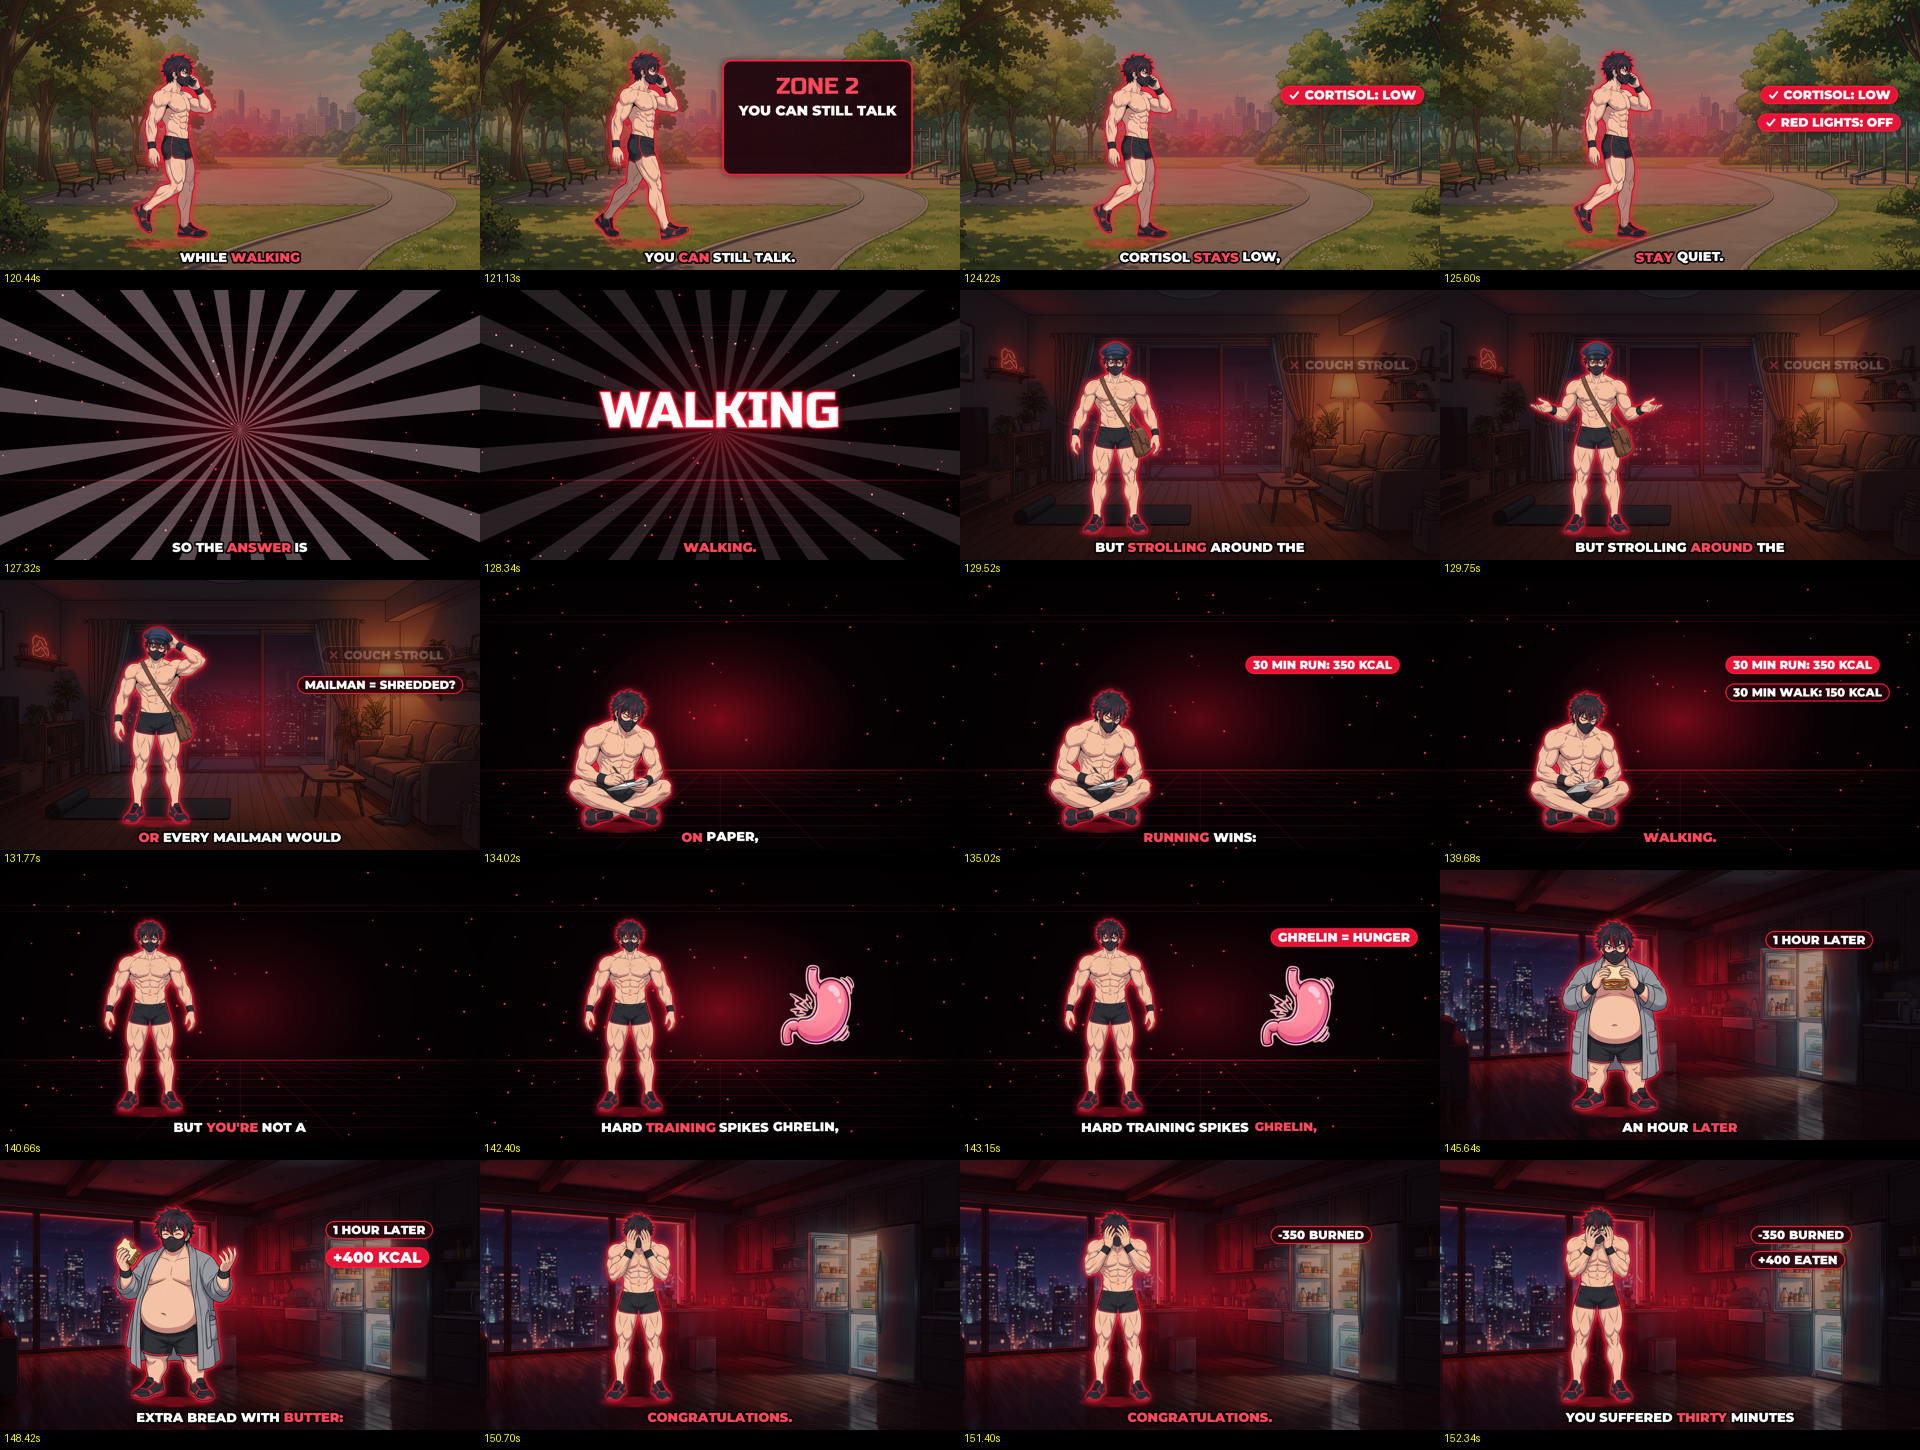 WHILE WALKING
120.44s
ZONE 2
YOU CAN STILL TALK
YOU CAN STILL TALK.
121.13s
✓ CORTISOL: LOW
CORTISOL STAYS LOW,
124.22s
✓ CORTISOL: LOW
✓ RED LIGHTS: OFF
STAY QUIET.
125.60s
SO THE ANSWER IS
127.32s
WALKING
WALKING.
128.34s
× COUCH STROLL
BUT STROLLING AROUND THE
129.52s
× COUCH STROLL
BUT STROLLING AROUND THE
129.75s
× COUCH STROLL
MAILMAN = SHREDDED?
OR EVERY MAILMAN WOULD
131.77s
ON PAPER,
134.02s
30 MIN RUN: 350 KCAL
RUNNING WINS:
135.02s
30 MIN RUN: 350 KCAL
30 MIN WALK: 150 KCAL
WALKING.
139.68s
BUT YOU'RE NOT A
140.66s
HARD TRAINING SPIKES GHRELIN,
142.40s
GHRELIN = HUNGER
HARD TRAINING SPIKES GHRELIN,
143.15s
1 HOUR LATER
AN HOUR LATER
145.64s
1 HOUR LATER
+400 KCAL
EXTRA BREAD WITH BUTTER:
148.42s
CONGRATULATIONS.
150.70s
-350 BURNED
CONGRATULATIONS.
151.40s
-350 BURNED
+400 EATEN
YOU SUFFERED THIRTY MINUTES
152.34s